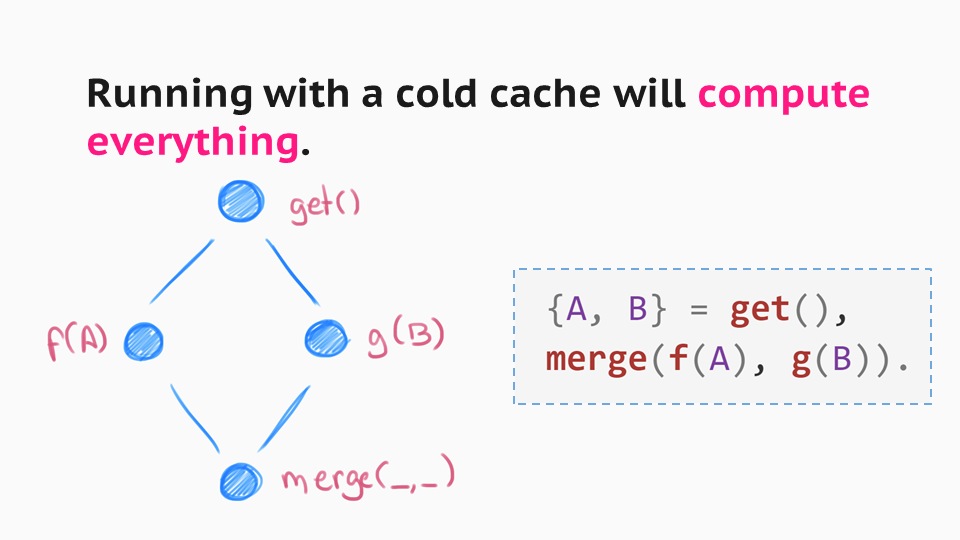 Running with a cold cache will compute
everything.
get()
f(A)
g(B)
merge(_,_)
{A, B} = get(),
merge(f(A), g(B)).